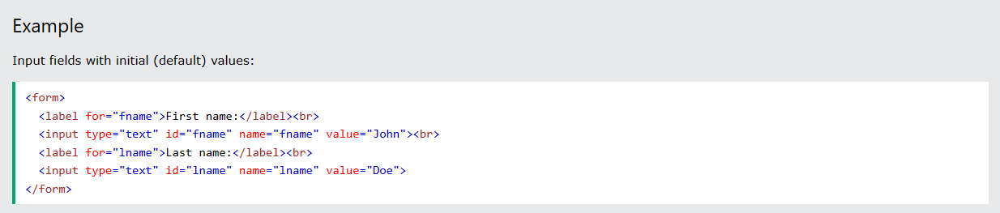 Example
Input fields with initial (default) values:
<form>
  <label for="fname">First name:</label><br>
  <input type="text" id="fname" name="fname" value="John"><br>
  <label for="lname">Last name:</label><br>
  <input type="text" id="lname" name="lname" value="Doe">
</form>